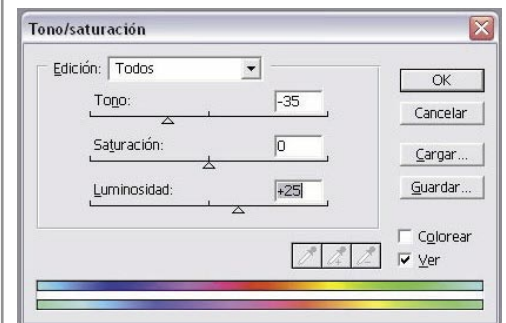 Tono/saturación
Edición: Todos
OK
Tono: -35
Cancelar
Saturación: 0
Cargar...
Luminosidad: +25
Guardar...
Colorear
Ver